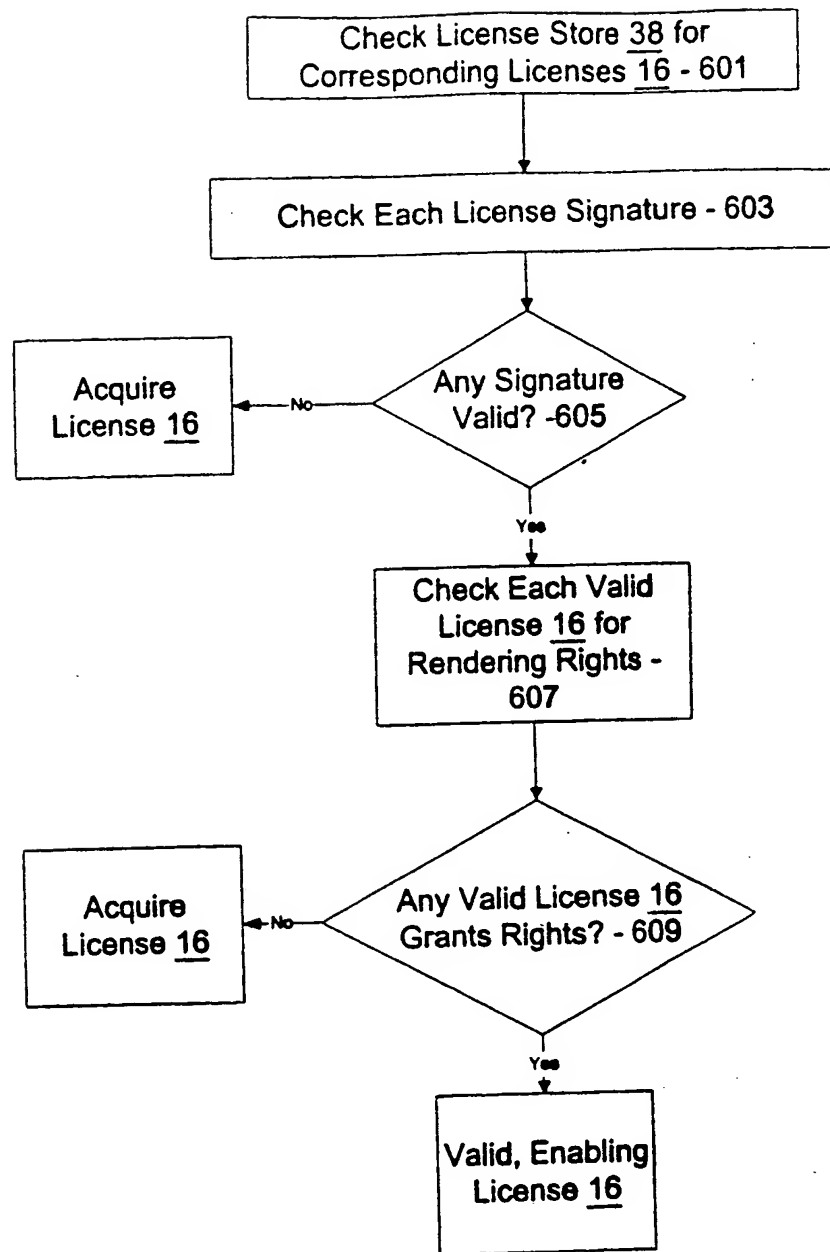 Check License Store 38 for
Corresponding Licenses 16 - 601
Check Each License Signature - 603
Any Signature
Valid? -605
No
Acquire
License 16
Yes
Check Each Valid
License 16 for
Rendering Rights -
607
Any Valid License 16
Grants Rights? - 609
No
Acquire
License 16
Yes
Valid, Enabling
License 16